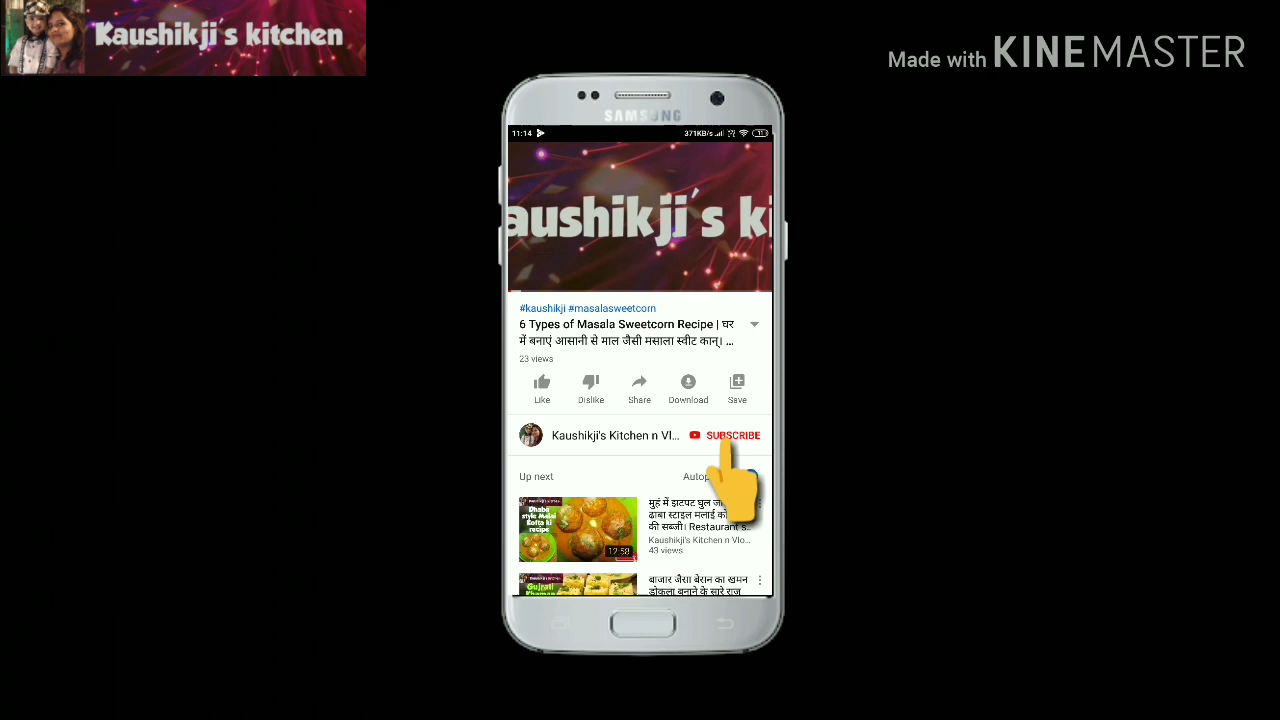 Kaushikji's kitchen
Made with KINEMASTER
SAMSUNG
11:14
371KB/s
11
aushikji's ki
#kaushikji #masalasweetcorn
6 Types of Masala Sweetcorn Recipe | घर
में बनाएं आसानी से माल जैसी मसाला स्वीट कार्न्। ...
23 views
Like
Dislike
Share
Download
Save
Kaushikji's Kitchen n Vl...
SUBSCRIBE
Up next
Autop
Dhaba
style Malai
Kofta ki
recipe
12:58
मुहं में झटपट घुल जा
ढाबा स्टाइल मलाई को
की सब्जी। Restaurant s..
Kaushikji's Kitchen n Vlo...
43 views
Gujrati
बाजार जैसा बेसन का खमन
ढोकला बनाने के सारे राज